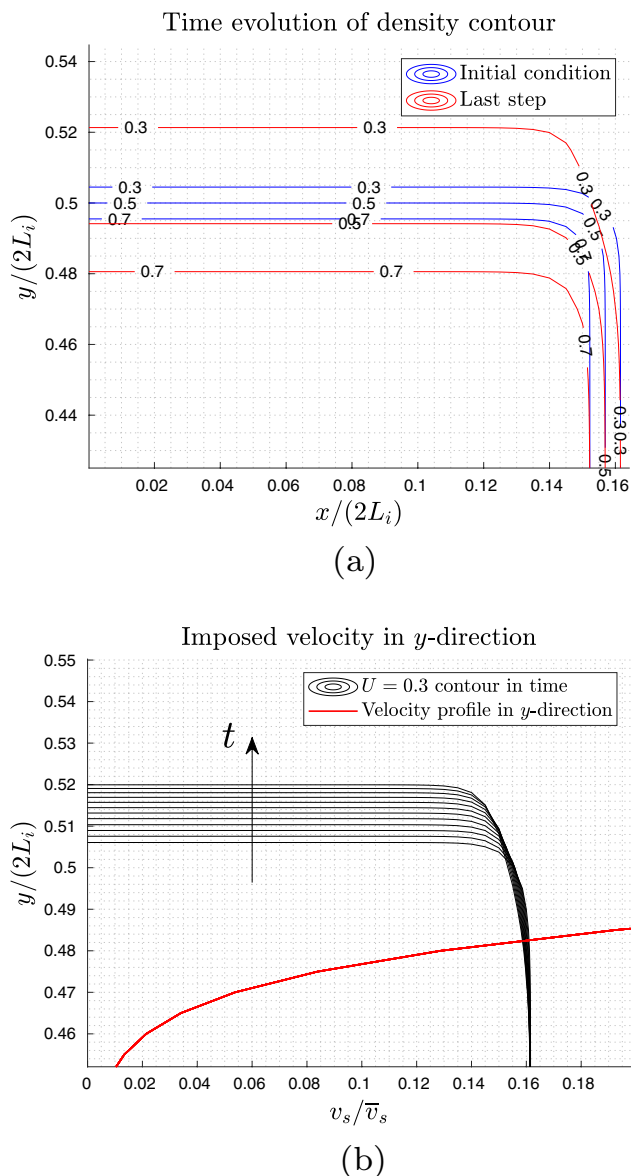 Time evolution of density contour
0.54
0.52
0.5
0.48
0.46
0.44
y/(2L_i)
Initial condition
Last step
0.3 0.3
0.3 0.3 0.3 0.3
0.5 0.5 0.5
0.7 0.7 0.7
0.5 0.5 0.5
0.7 0.7 0.7
0.3 0.3
0.5
0.02 0.04 0.06 0.08 0.1 0.12 0.14 0.16
x/(2L_i)
(a)
Imposed velocity in y-direction
0.55
0.54
0.53
0.52
0.51
0.5
0.49
0.48
0.47
0.46
y/(2L_i)
U = 0.3 contour in time
Velocity profile in y-direction
t
0 0.02 0.04 0.06 0.08 0.1 0.12 0.14 0.16 0.18
v_s/v̅_s
(b)